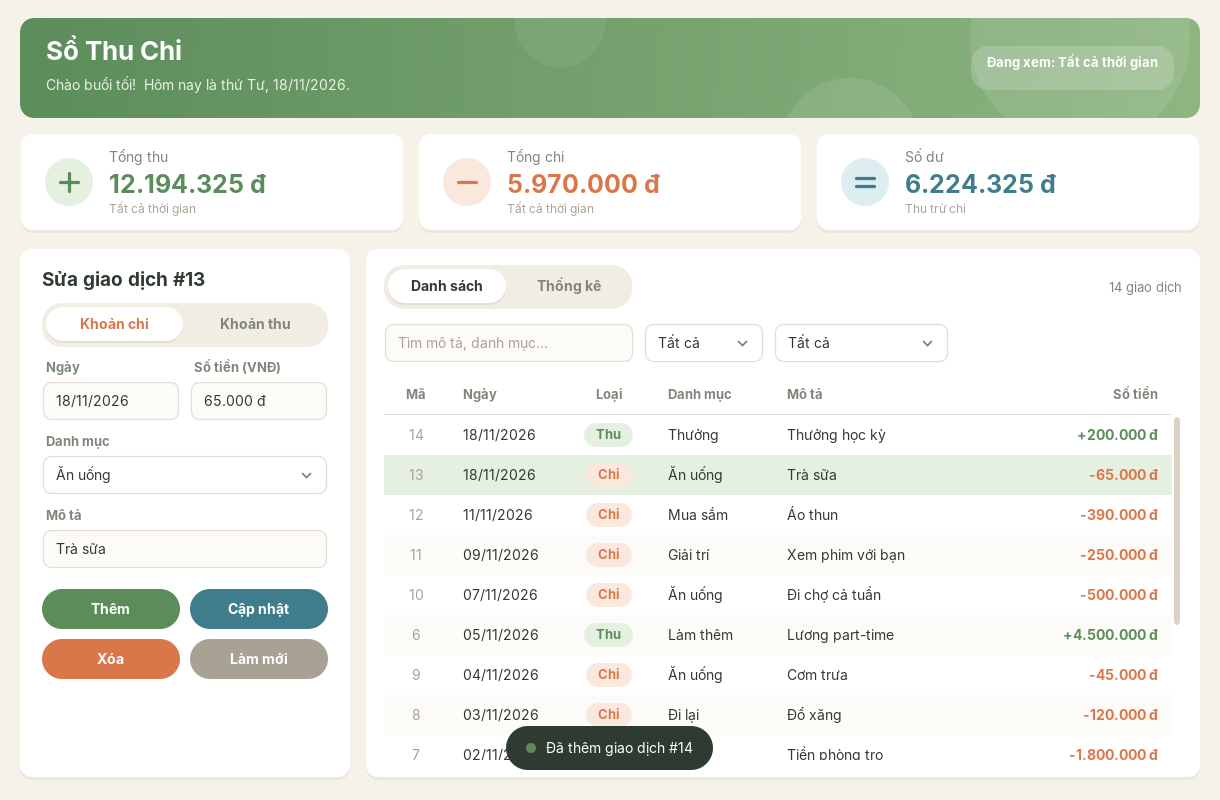 Sổ Thu Chi
Chào buổi tối! Hôm nay là thứ Tư, 18/11/2026.
Đang xem: Tất cả thời gian
Tổng thu
12.194.325 đ
Tất cả thời gian
Tổng chi
5.970.000 đ
Tất cả thời gian
Số dư
6.224.325 đ
Thu trừ chi
Sửa giao dịch #13
Khoản chi Khoản thu
Ngày Số tiền (VNĐ)
18/11/2026 65.000 đ
Danh mục
Ăn uống
Mô tả
Trà sữa
Thêm Cập nhật
Xóa Làm mới
Danh sách Thống kê
14 giao dịch
Tìm mô tả, danh mục... Tất cả Tất cả
Mã Ngày Loại Danh mục Mô tả Số tiền
14 18/11/2026 Thu Thưởng Thưởng học kỳ +200.000 đ
13 18/11/2026 Chi Ăn uống Trà sữa -65.000 đ
12 11/11/2026 Chi Mua sắm Áo thun -390.000 đ
11 09/11/2026 Chi Giải trí Xem phim với bạn -250.000 đ
10 07/11/2026 Chi Ăn uống Đi chợ cả tuần -500.000 đ
6 05/11/2026 Thu Làm thêm Lương part-time +4.500.000 đ
9 04/11/2026 Chi Ăn uống Cơm trưa -45.000 đ
8 03/11/2026 Chi Đi lại Đổ xăng -120.000 đ
7 02/11/2 Tiền phòng trọ -1.800.000 đ
Đã thêm giao dịch #14